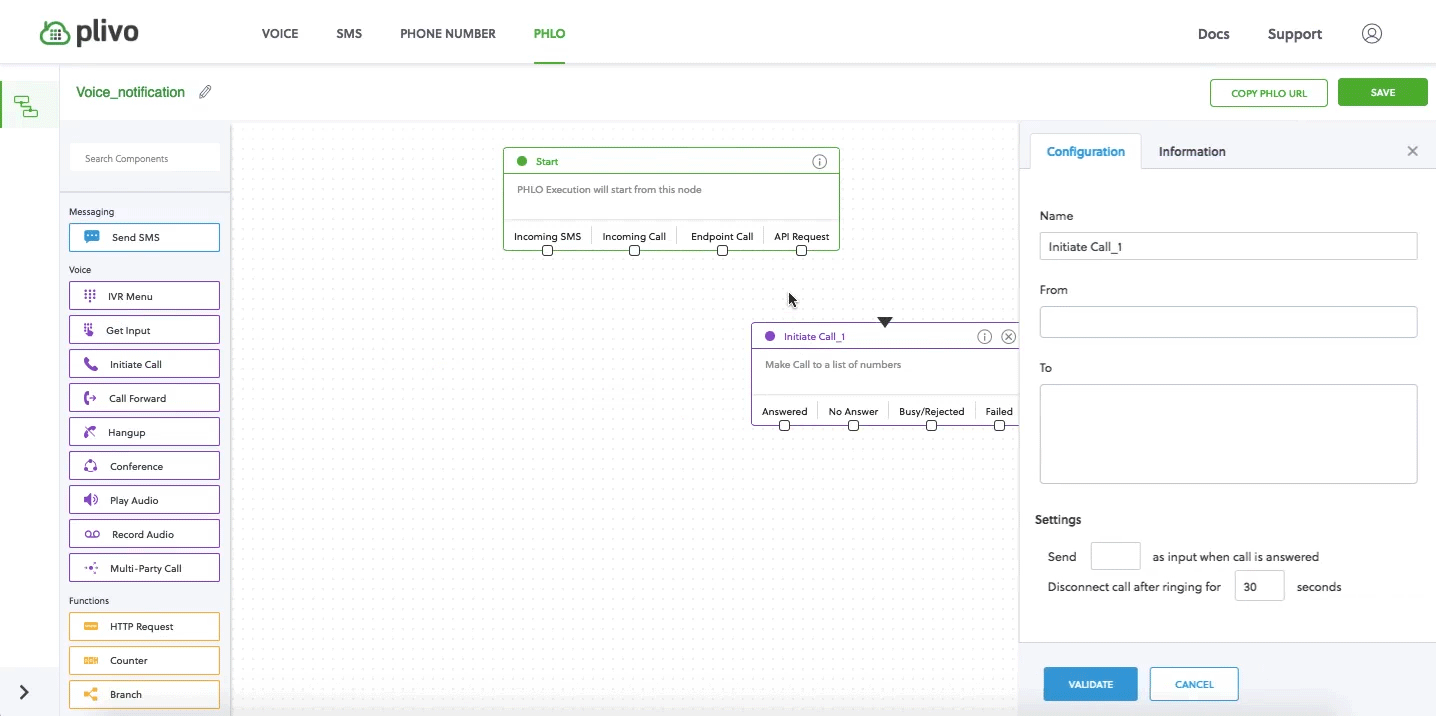 plivo
VOICE SMS PHONE NUMBER PHLO
Docs Support
Voice_notification
COPY PHLO URL SAVE
Search Components
Messaging
Send SMS
Voice
IVR Menu
Get Input
Initiate Call
Call Forward
Hangup
Conference
Play Audio
Record Audio
Multi-Party Call
Functions
HTTP Request
Counter
Branch
Start
PHLO Execution will start from this node
Incoming SMS Incoming Call Endpoint Call API Request
Initiate Call_1
Make Call to a list of numbers
Answered No Answer Busy/Rejected Failed
Configuration Information
Name
Initiate Call_1
From
To
Settings
Send as input when call is answered
Disconnect call after ringing for 30 seconds
VALIDATE CANCEL